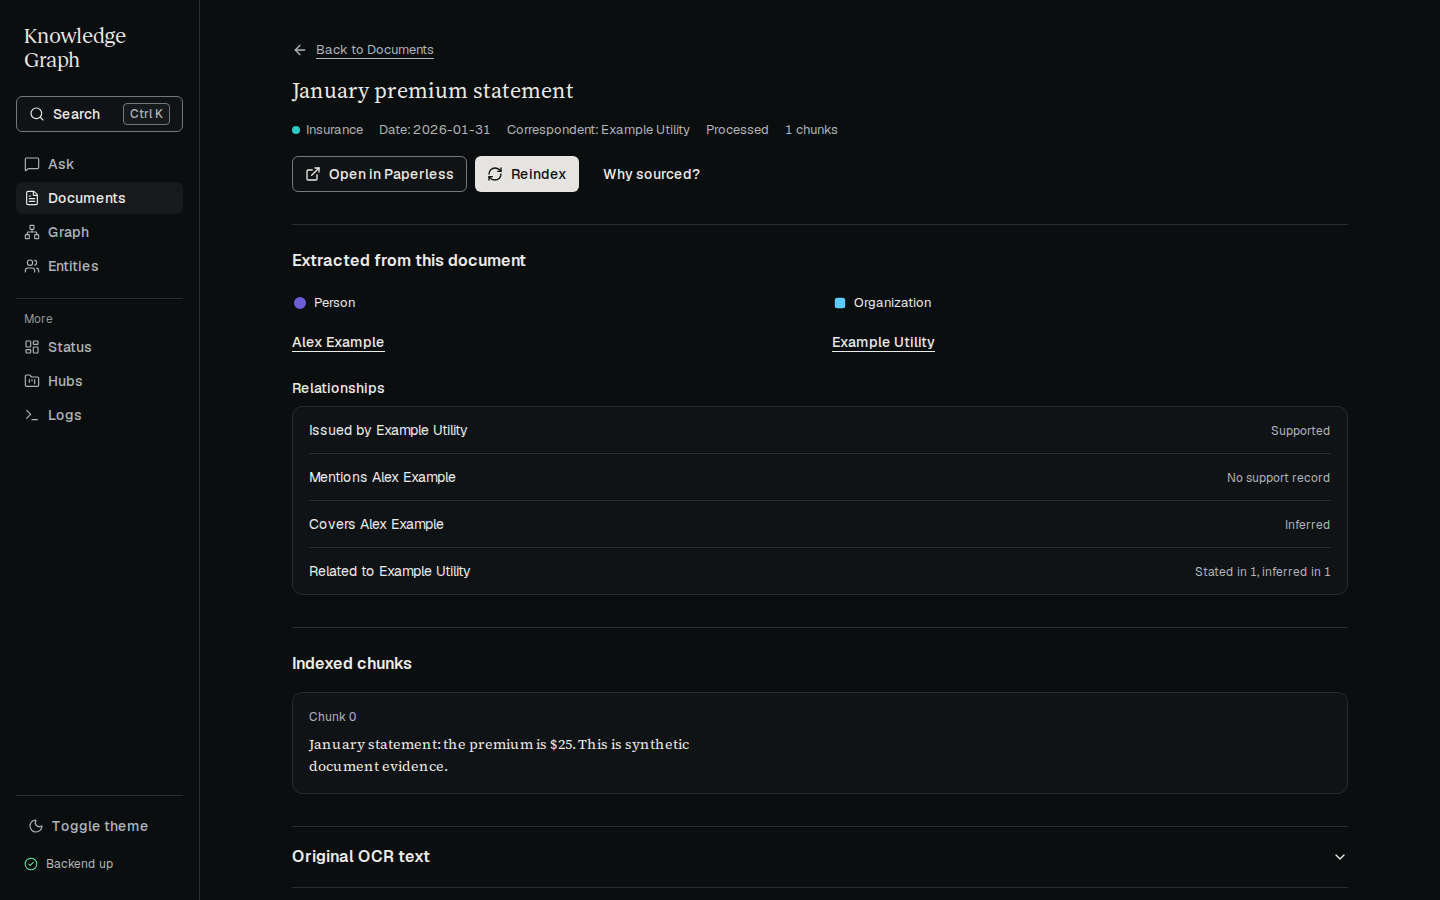 Knowledge
Graph
Search Ctrl K
Ask
Documents
Graph
Entities
More
Status
Hubs
Logs
Toggle theme
Backend up
Back to Documents
January premium statement
Insurance Date: 2026-01-31 Correspondent: Example Utility Processed 1 chunks
Open in Paperless Reindex Why sourced?
Extracted from this document
Person Organization
Alex Example Example Utility
Relationships
Issued by Example Utility Supported
Mentions Alex Example No support record
Covers Alex Example Inferred
Related to Example Utility Stated in 1, inferred in 1
Indexed chunks
Chunk 0
January statement: the premium is $25. This is synthetic
document evidence.
Original OCR text